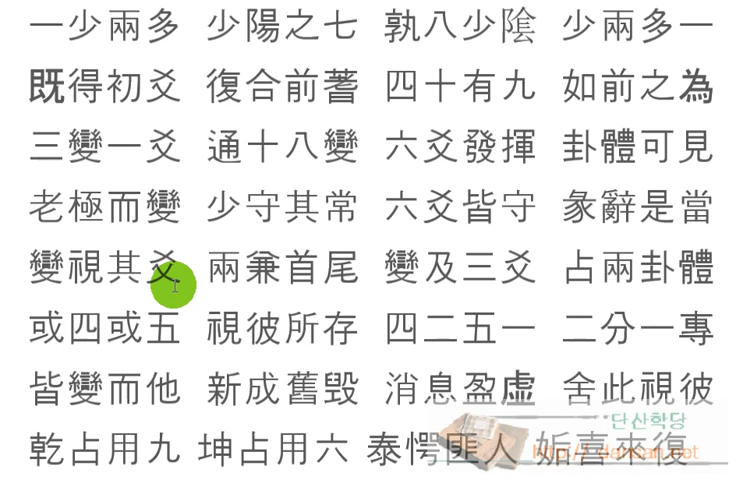 一少兩多 少陽之七 孰八少陰 少兩多一
既得初爻 復合前蓍 四十有九 如前之為
三變一爻 通十八變 六爻發揮 卦體可見
老極而變 少守其常 六爻皆守 彖辭是當
變視其爻 兩兼首尾 變及三爻 占兩卦體
或四或五 視彼所存 四二五一 二分一專
皆變而他 新成舊毀 消息盈虛 舍此視彼
단산학당
乾占用九 坤占用六 泰愕匪人 姤喜來復
http://dansan.net